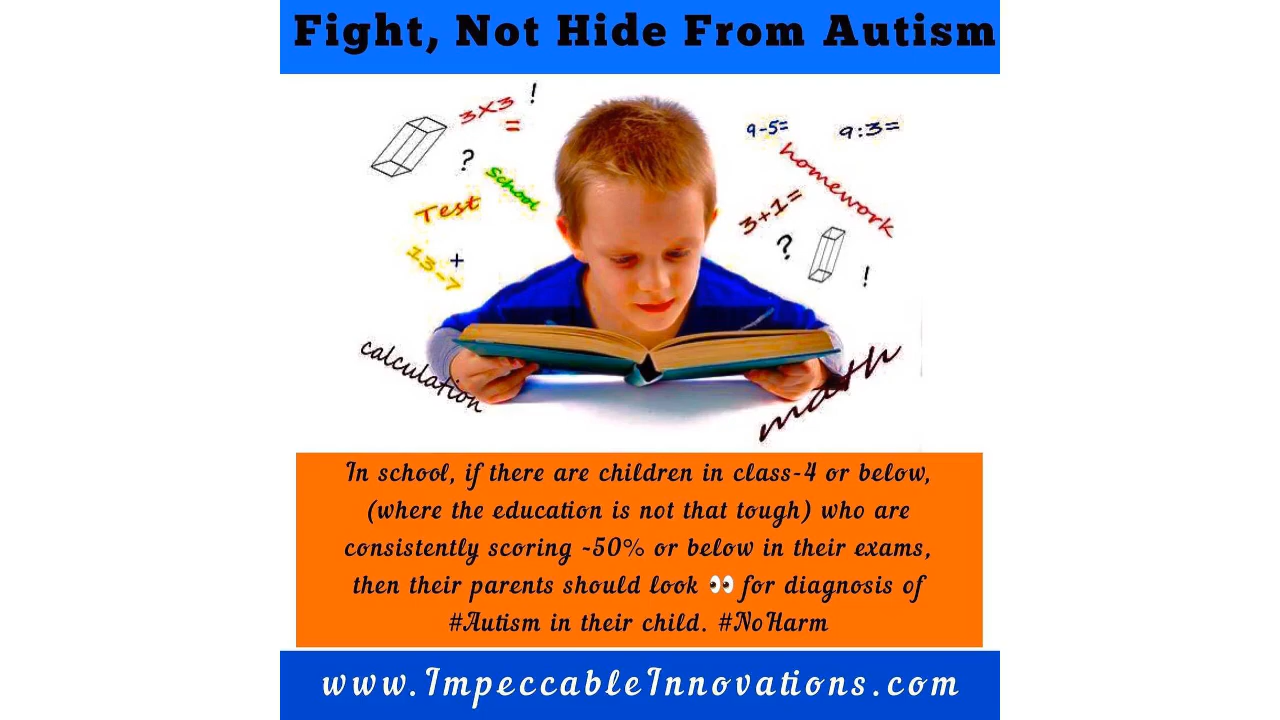 Fight, Not Hide From Autism
3X3 !
=
?
School
Test
13-7
+
9-5=
9:3=
homework
3+1=
?
!
calculation
math
In school, if there are children in class-4 or below,
(where the education is not that tough) who are
consistently scoring ~50% or below in their exams,
then their parents should look 👀 for diagnosis of
#Autism in their child. #NoHarm
www.ImpeccableInnovations.com